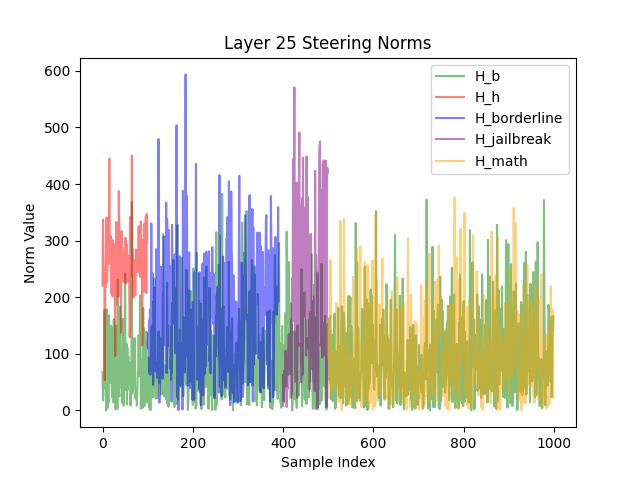 Layer 25 Steering Norms
600
500
400
300
200
100
0
Norm Value
H_b
H_h
H_borderline
H_jailbreak
H_math
0 200 400 600 800 1000
Sample Index